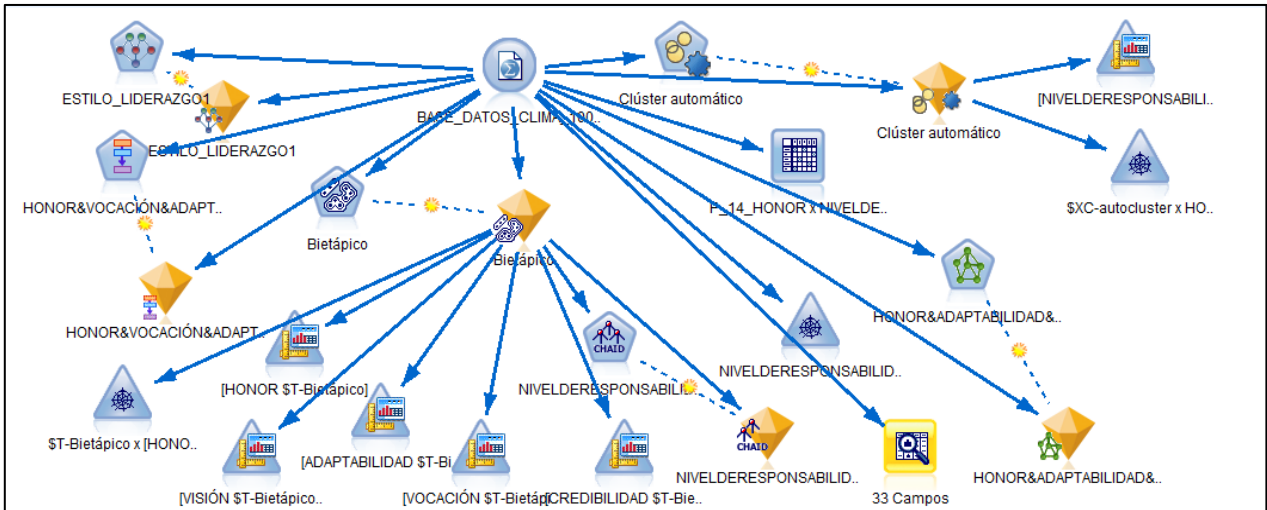 ESTILO_LIDERAZGO1
BASE_DATOS_CLIMA_100..
Clúster automático
[NIVELDERESPONSABILI..
Clúster automático
ESTILO_LIDERAZGO1
HONOR&VOCACIÓN&ADAPT..
Bietápico
P_14_HONOR x NIVELDE..
$XC-autocluster x HO..
Bietápico
HONOR&VOCACIÓN&ADAPT..
HONOR&ADAPTABILIDAD&..
[HONOR $T-Bietápico]
NIVELDERESPONSABILID..
NIVELDERESPONSABILID..
CHAID
$T-Bietápico x [HONO..
[ADAPTABILIDAD $T-Bi
CHAID
NIVELDERESPONSABILID..
HONOR&ADAPTABILIDAD&..
[VISIÓN $T-Bietápico..
[VOCACIÓN $T-Bietápi
[CREDIBILIDAD $T-Bie..
33 Campos